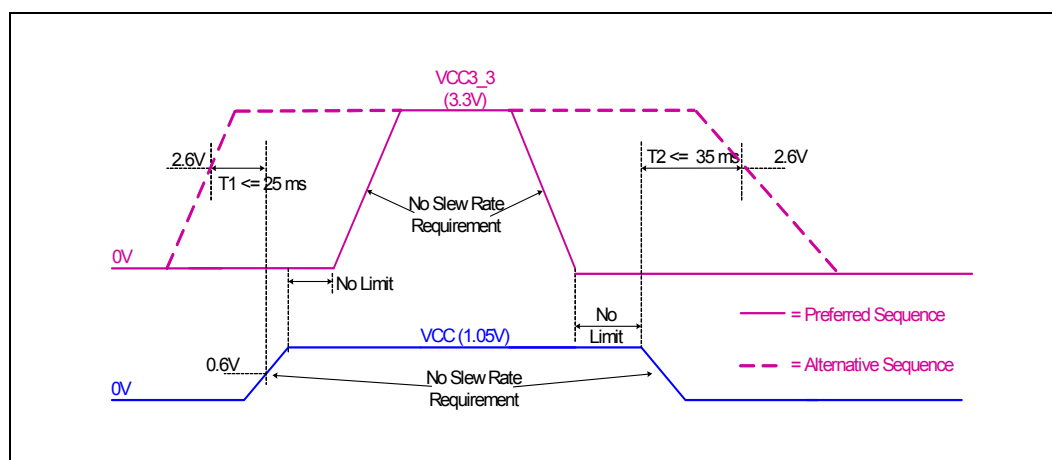 VCC3_3
(3.3V)
2.6V
T1 <= 25 ms
T2 <= 35 ms
2.6V
No Slew Rate
Requirement
0V
No Limit
No
Limit
= Preferred Sequence
VCC (1.05V)
0.6V
= Alternative Sequence
No Slew Rate
Requirement
0V